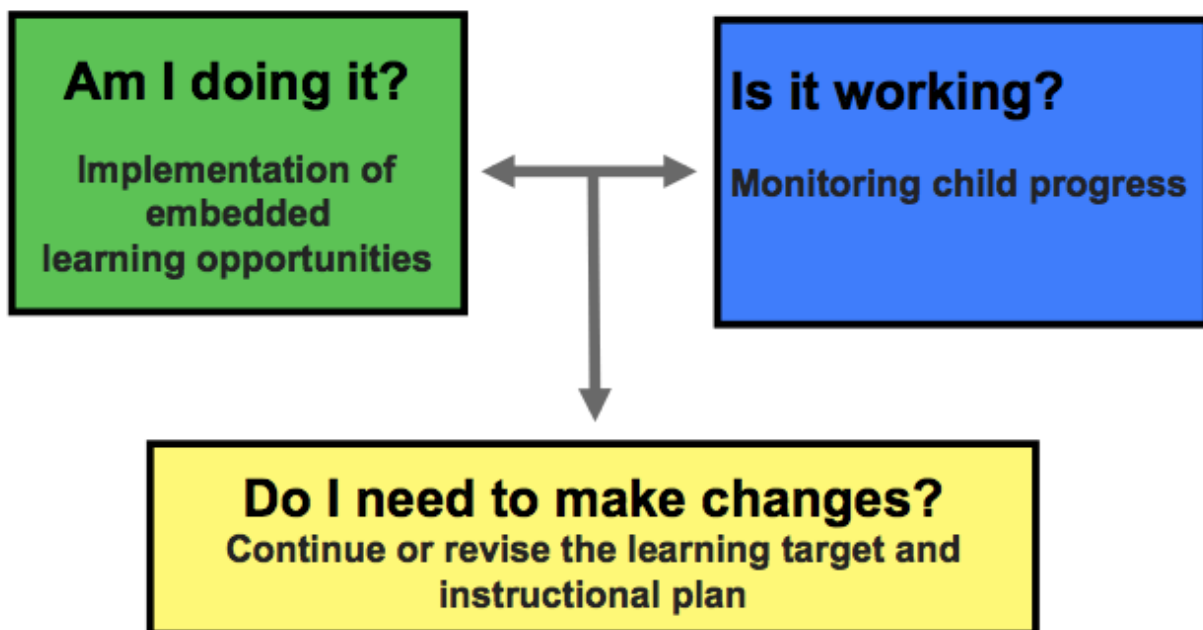 Am I doing it?
Implementation of
embedded
learning opportunities
Is it working?
Monitoring child progress
Do I need to make changes?
Continue or revise the learning target and
instructional plan